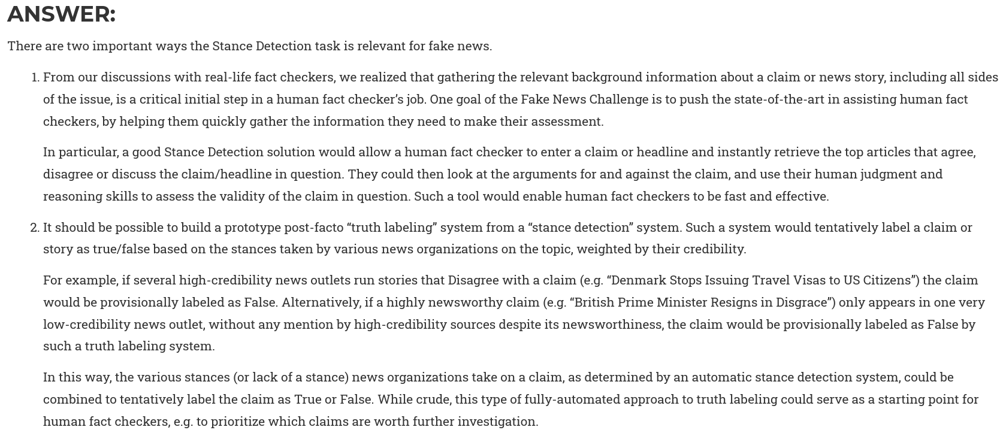 ANSWER:
There are two important ways the Stance Detection task is relevant for fake news.
1. From our discussions with real-life fact checkers, we realized that gathering the relevant background information about a claim or news story, including all sides
of the issue, is a critical initial step in a human fact checker’s job. One goal of the Fake News Challenge is to push the state-of-the-art in assisting human fact
checkers, by helping them quickly gather the information they need to make their assessment.
In particular, a good Stance Detection solution would allow a human fact checker to enter a claim or headline and instantly retrieve the top articles that agree,
disagree or discuss the claim/headline in question. They could then look at the arguments for and against the claim, and use their human judgment and
reasoning skills to assess the validity of the claim in question. Such a tool would enable human fact checkers to be fast and effective.
2. It should be possible to build a prototype post-facto “truth labeling” system from a “stance detection” system. Such a system would tentatively label a claim or
story as true/false based on the stances taken by various news organizations on the topic, weighted by their credibility.
For example, if several high-credibility news outlets run stories that Disagree with a claim (e.g. “Denmark Stops Issuing Travel Visas to US Citizens”) the claim
would be provisionally labeled as False. Alternatively, if a highly newsworthy claim (e.g. “British Prime Minister Resigns in Disgrace”) only appears in one very
low-credibility news outlet, without any mention by high-credibility sources despite its newsworthiness, the claim would be provisionally labeled as False by
such a truth labeling system.
In this way, the various stances (or lack of a stance) news organizations take on a claim, as determined by an automatic stance detection system, could be
combined to tentatively label the claim as True or False. While crude, this type of fully-automated approach to truth labeling could serve as a starting point for
human fact checkers, e.g. to prioritize which claims are worth further investigation.